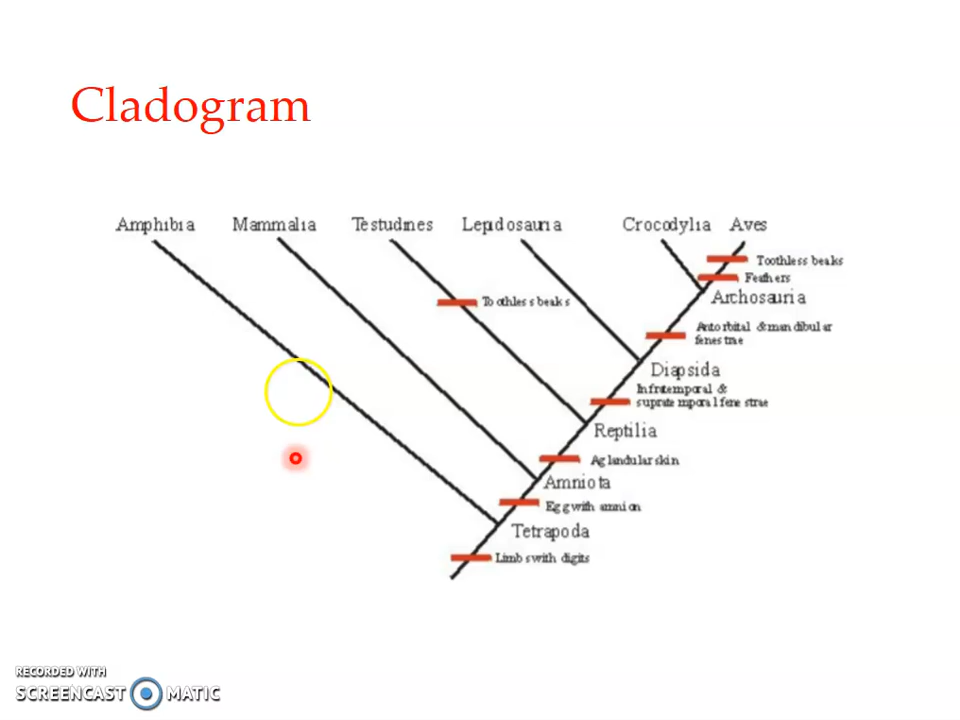 Cladogram
Amphibia Mammalia Testudines Lepidosauria Crocodylia Aves
Toothless beaks
Feathers
Archosauria
Toothless beaks
Antorbital & mandibular
fenestrae
Diapsida
Infratemporal &
supratemporal fenestrae
Reptilia
Aglandular skin
Amniota
Egg with amnion
Tetrapoda
Limbs with digits
RECORDED WITH
SCREENCAST MATIC